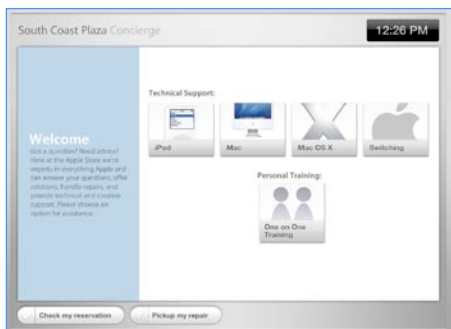 South Coast Plaza Concierge
12:26 PM
Technical Support:
iPod
Mac
Mac OS X
Switching
Welcome
Got a question? Need advice?
Here at the Apple Store we're
experts in everything Apple and
can answer your questions, offer
solutions, handle repairs, and
provide technical and creative
support. Please choose an
option for assistance.
Personal Training:
One on One
Training
Check my reservation
Pickup my repair